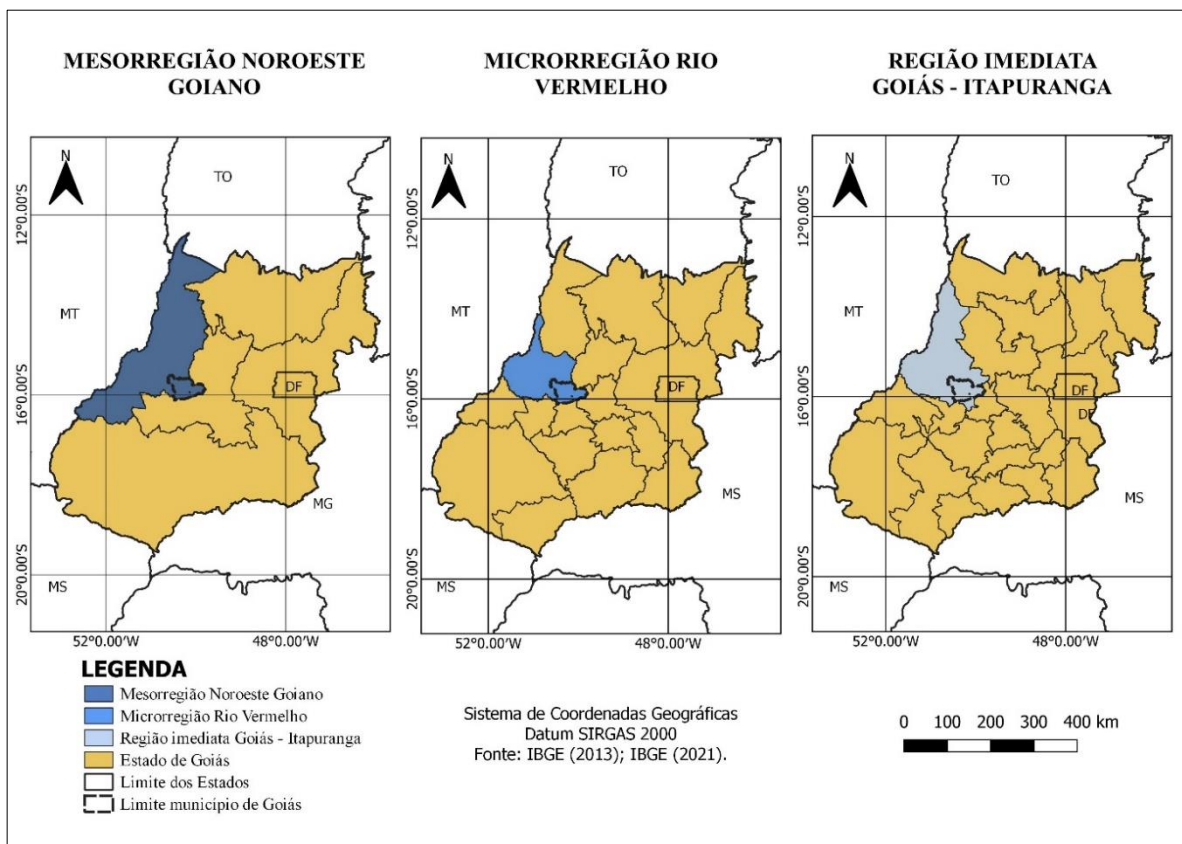 MESORREGIÃO NOROESTE
GOIANO
N
TO
MT
DF
MG
MS
12°0.00'S
16°0.00'S
20°0.00'S
52°0.00'W
48°0.00'W
MICRORREGIÃO RIO
VERMELHO
N
TO
MT
DF
MS
MS
12°0.00'S
16°0.00'S
20°0.00'S
52°0.00'W
48°0.00'W
REGIÃO IMEDIATA
GOIÁS - ITAPURANGA
N
TO
MT
DF
DF
MS
MS
12°0.00'S
16°0.00'S
20°0.00'S
52°0.00'W
48°0.00'W
LEGENDA
Mesorregião Noroeste Goiano
Microrregião Rio Vermelho
Região imediata Goiás - Itapuranga
Estado de Goiás
Limite dos Estados
Limite município de Goiás
Sistema de Coordenadas Geográficas
Datum SIRGAS 2000
Fonte: IBGE (2013); IBGE (2021).
0 100 200 300 400 km